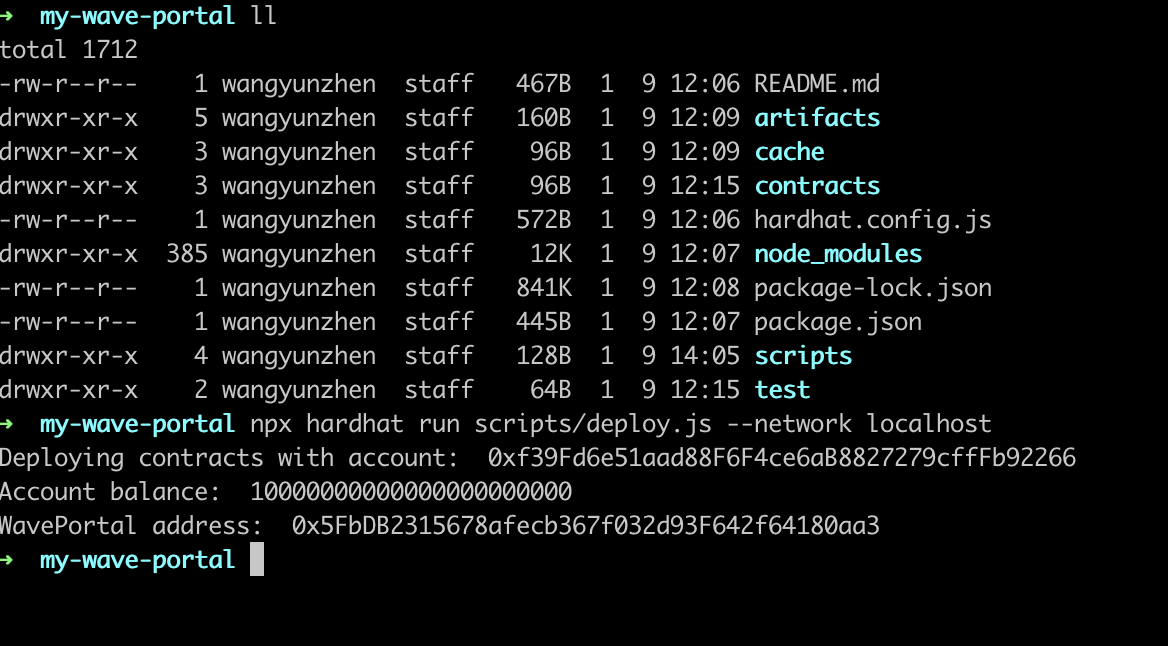 → my-wave-portal ll
total 1712
-rw-r--r-- 1 wangyunzhen staff 467B 1 9 12:06 README.md
drwxr-xr-x 5 wangyunzhen staff 160B 1 9 12:09 artifacts
drwxr-xr-x 3 wangyunzhen staff 96B 1 9 12:09 cache
drwxr-xr-x 3 wangyunzhen staff 96B 1 9 12:15 contracts
-rw-r--r-- 1 wangyunzhen staff 572B 1 9 12:06 hardhat.config.js
drwxr-xr-x 385 wangyunzhen staff 12K 1 9 12:07 node_modules
-rw-r--r-- 1 wangyunzhen staff 841K 1 9 12:08 package-lock.json
-rw-r--r-- 1 wangyunzhen staff 445B 1 9 12:07 package.json
drwxr-xr-x 4 wangyunzhen staff 128B 1 9 14:05 scripts
drwxr-xr-x 2 wangyunzhen staff 64B 1 9 12:15 test
→ my-wave-portal npx hardhat run scripts/deploy.js --network localhost
Deploying contracts with account: 0xf39Fd6e51aad88F6F4ce6aB8827279cffFb92266
Account balance: 10000000000000000000000
WavePortal address: 0x5FbDB2315678afecb367f032d93F642f64180aa3
→ my-wave-portal